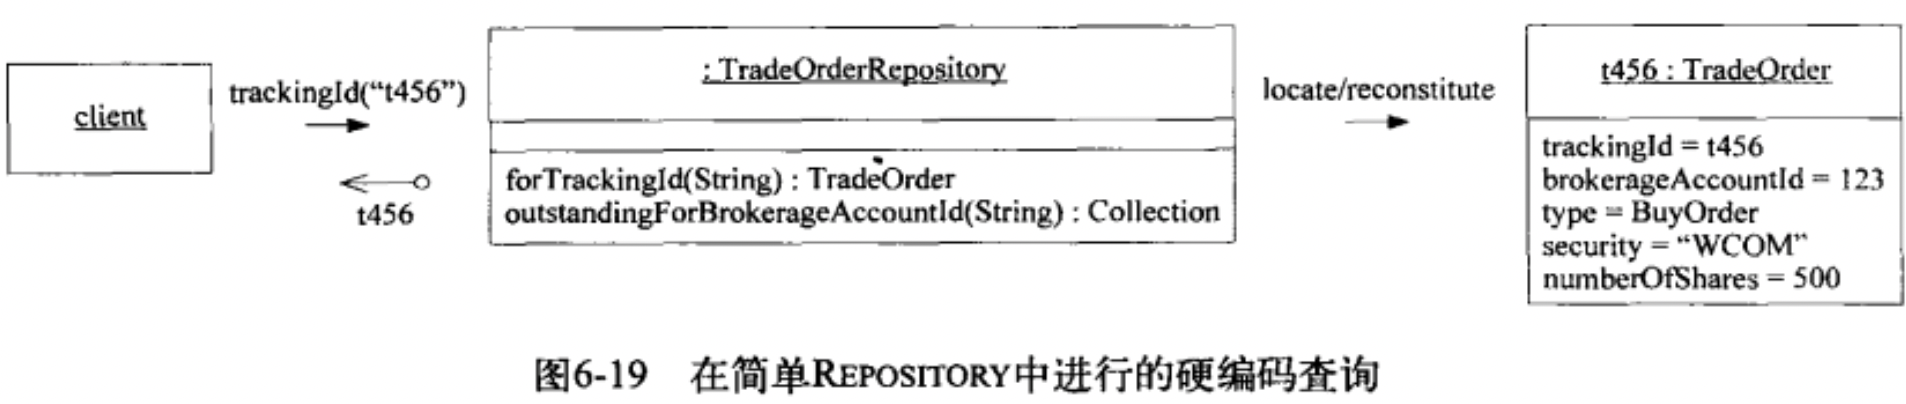 client
trackingId(“t456”)
t456
: TradeOrderRepository
forTrackingId(String) : TradeOrder
outstandingForBrokerageAccountId(String) : Collection
locate/reconstitute
t456 : TradeOrder
trackingId = t456
brokerageAccountId = 123
type = BuyOrder
security = “WCOM”
numberOfShares = 500
图6-19 在简单REPOSITORY中进行的硬编码查询